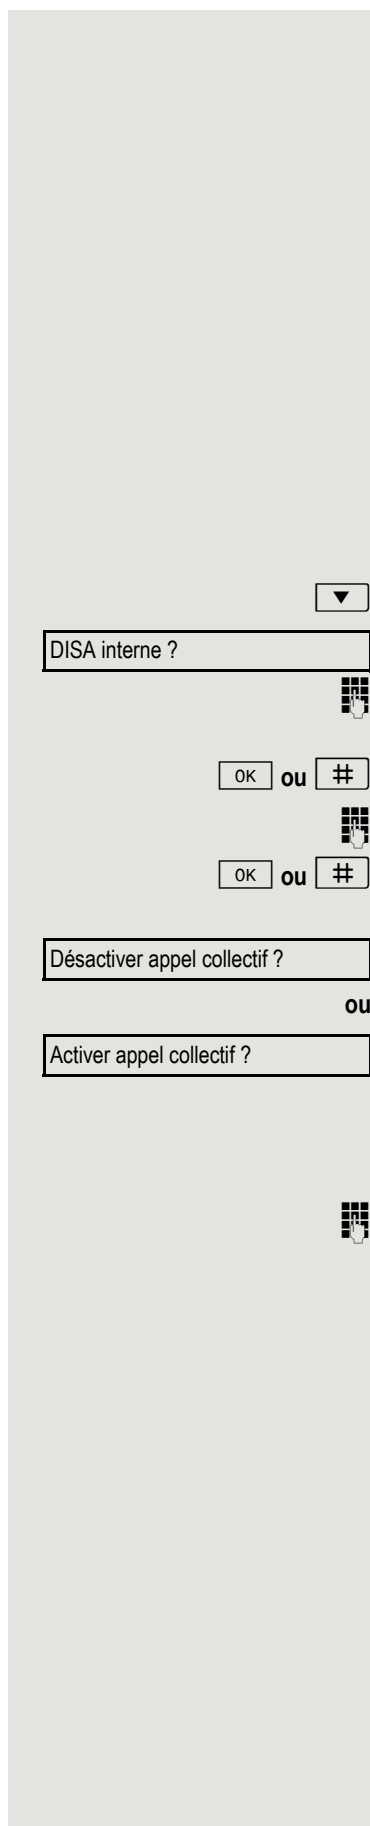 DISA interne ?
OK ou #
OK ou #
Désactiver appel collectif ?
ou
Activer appel collectif ?